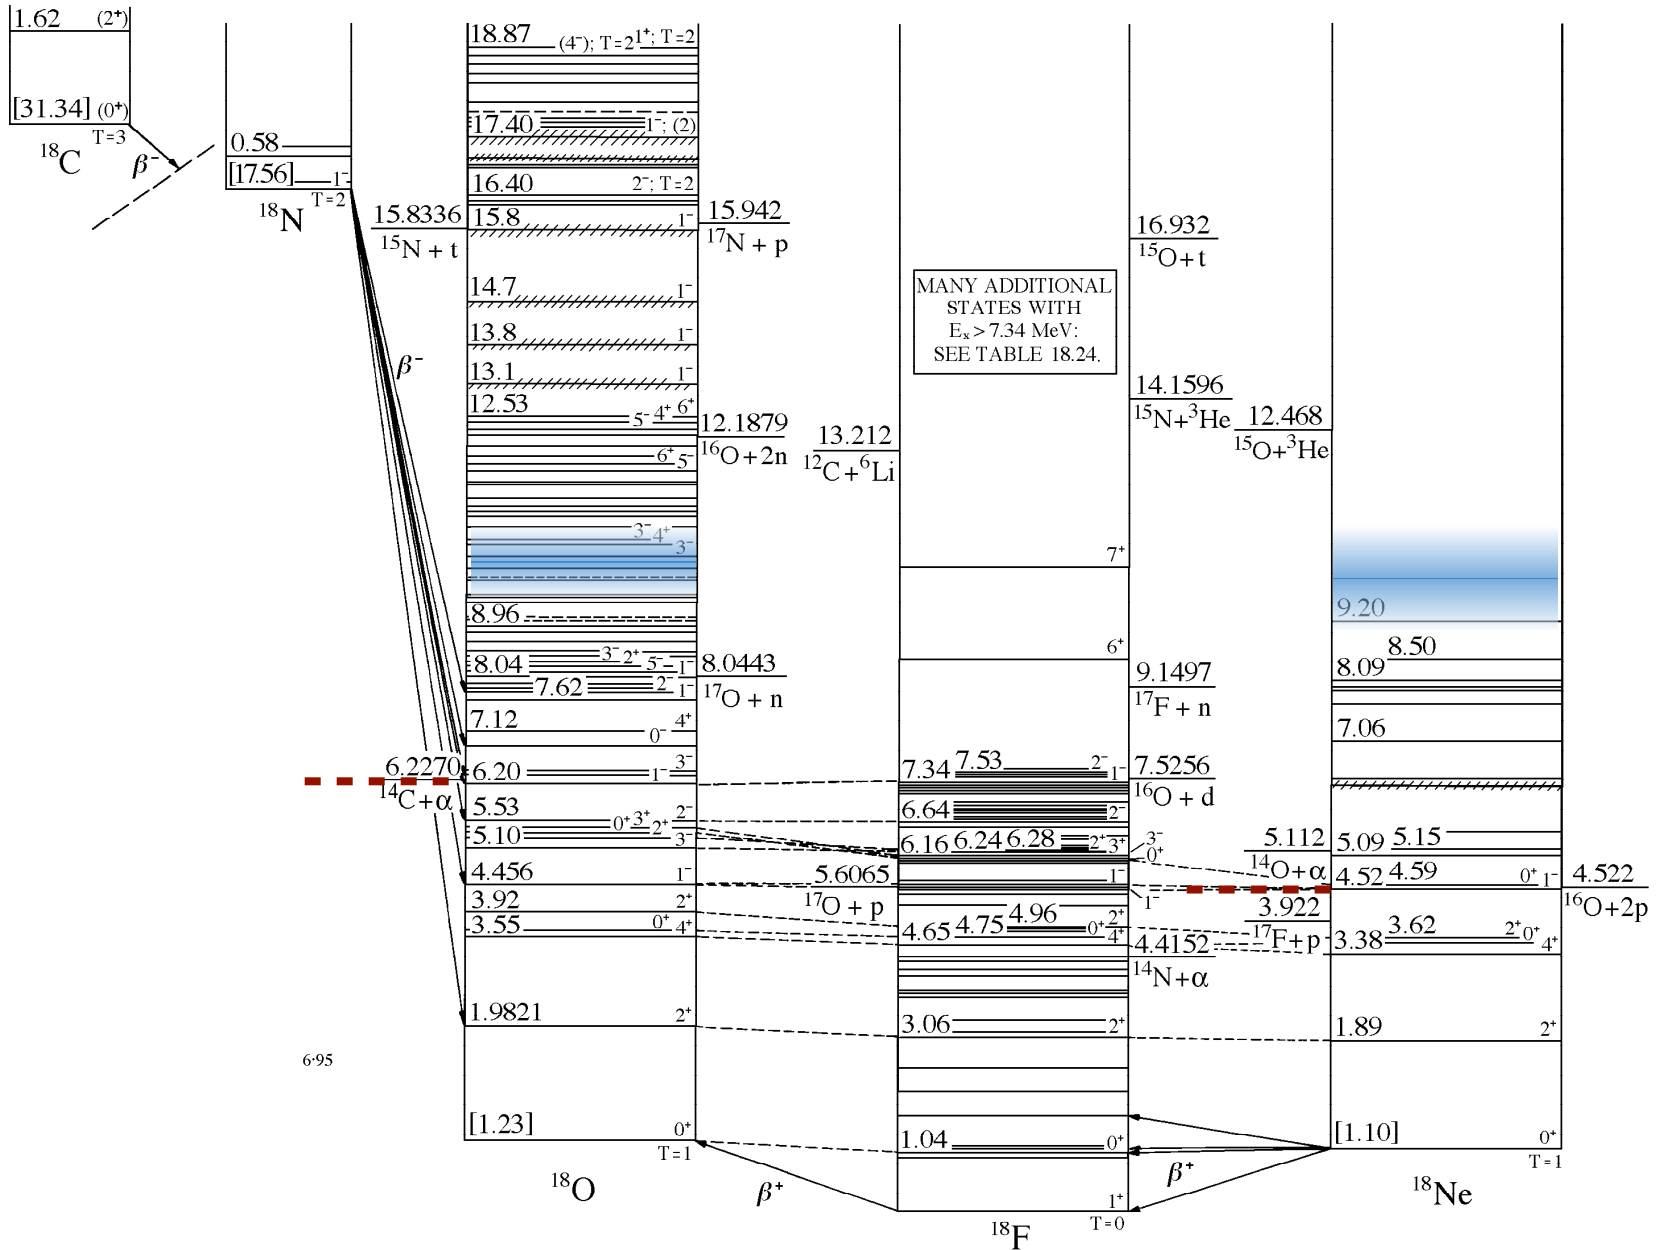 1.62 (2⁺)
[31.34] (0⁺)
T=3
¹⁸C
β⁻
0.58
[17.56] 1⁻
T=2
¹⁸N
β⁻
15.8336
¹⁵N + t
6.2270
¹⁴C+α
6·95
18.87 (4⁻); T=2 1⁺; T=2
17.40 1⁻; (2)
16.40 2⁻; T=2
15.8 1⁻
14.7 1⁻
13.8 1⁻
13.1 1⁻
12.53 5⁻ 4⁺ 6⁺
6⁺ 5⁻
3⁻ 4⁺
3⁻
8.96
3⁻ 2⁺
8.04 5⁻ 1⁻
7.62 2⁻
1⁻
7.12 4⁺
0⁻
6.20 3⁻
1⁻
5.53 2⁻
0⁺ 3⁺ 2⁺
5.10 3⁻
4.456 1⁻
3.92 2⁺
3.55 0⁺ 4⁺
1.9821 2⁺
[1.23] 0⁺
T=1
¹⁸O
15.942
¹⁷N + p
12.1879
¹⁶O+2n
8.0443
¹⁷O + n
13.212
¹²C+⁶Li
5.6065
¹⁷O + p
β⁺
MANY ADDITIONAL
STATES WITH
Eₓ > 7.34 MeV:
SEE TABLE 18.24.
7⁺
6⁺
7.34 7.53 2⁻
1⁻
6.64 2⁻
6.16 6.24 6.28 2⁺ 3⁺
3⁻
0⁺
1⁻
1⁻
4.65 4.75 4.96 0⁺ 2⁺
4⁺
3.06 2⁺
1.04 0⁺
1⁺
T=0
¹⁸F
16.932
¹⁵O+t
14.1596
¹⁵N+³He
9.1497
¹⁷F + n
7.5256
¹⁶O + d
4.4152
¹⁴N+α
β⁺
12.468
¹⁵O+³He
5.112
¹⁴O+α
3.922
¹⁷F+p
9.20
8.50
8.09
7.06
5.09 5.15
4.52 4.59 0⁺ 1⁻
3.38 3.62 2⁺ 0⁺
4⁺
1.89 2⁺
[1.10] 0⁺
T=1
¹⁸Ne
4.522
¹⁶O+2p